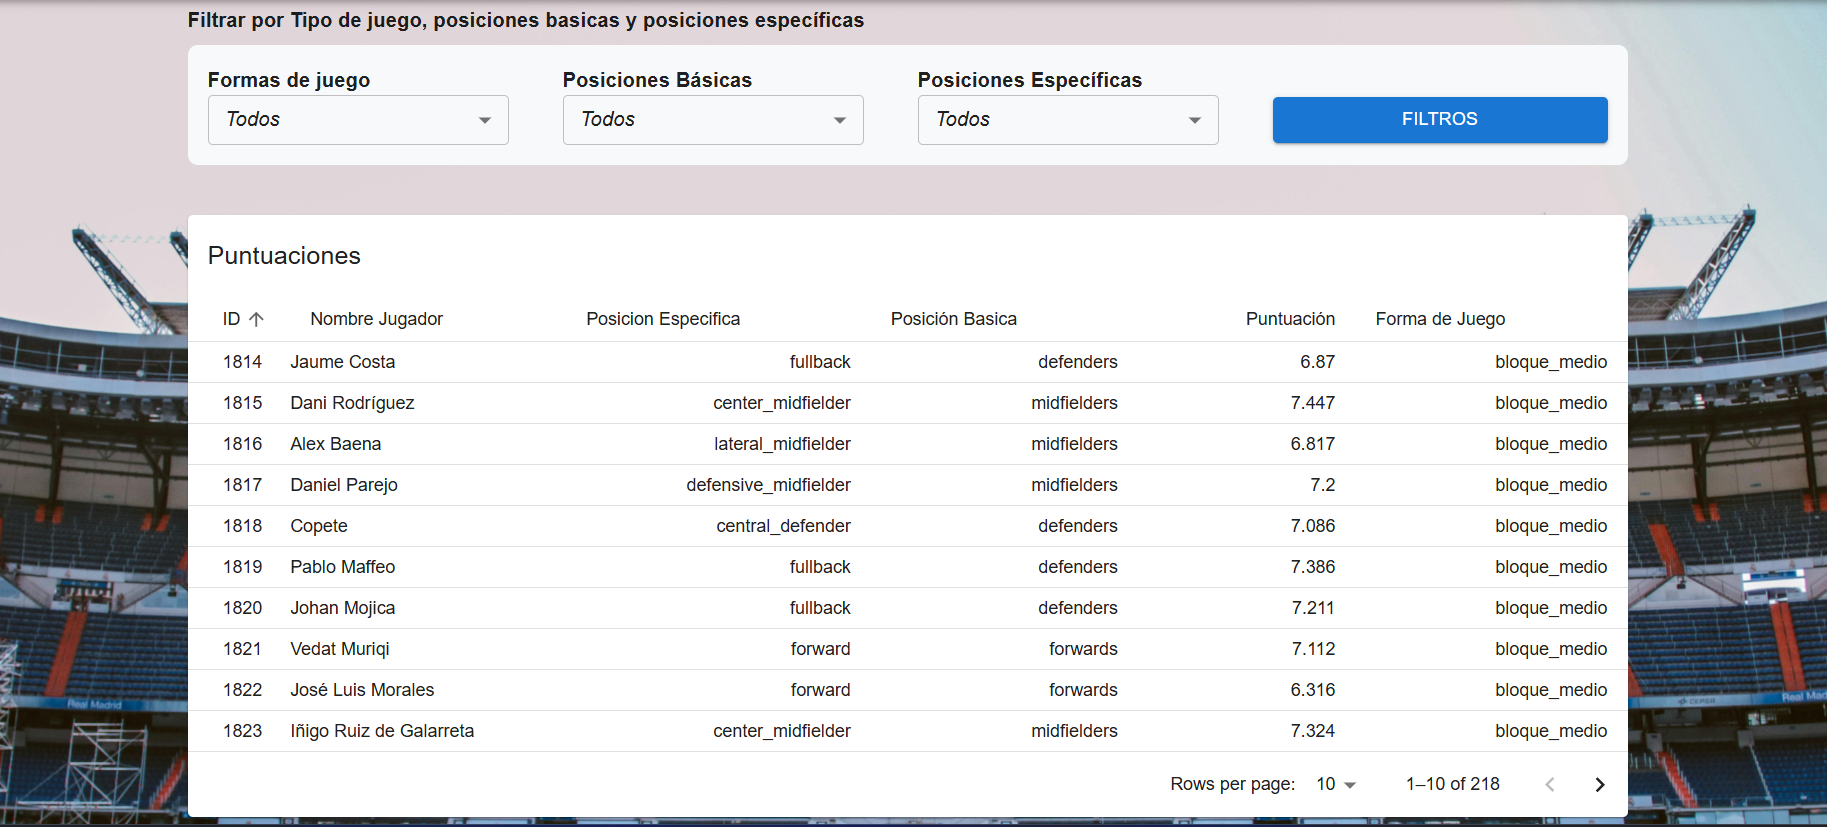 Filtrar por Tipo de juego, posiciones basicas y posiciones específicas
Formas de juego Posiciones Básicas Posiciones Específicas
Todos Todos Todos FILTROS
Puntuaciones
ID Nombre Jugador Posicion Especifica Posición Basica Puntuación Forma de Juego
1814 Jaume Costa fullback defenders 6.87 bloque_medio
1815 Dani Rodríguez center_midfielder midfielders 7.447 bloque_medio
1816 Alex Baena lateral_midfielder midfielders 6.817 bloque_medio
1817 Daniel Parejo defensive_midfielder midfielders 7.2 bloque_medio
1818 Copete central_defender defenders 7.086 bloque_medio
1819 Pablo Maffeo fullback defenders 7.386 bloque_medio
1820 Johan Mojica fullback defenders 7.211 bloque_medio
1821 Vedat Muriqi forward forwards 7.112 bloque_medio
1822 José Luis Morales forward forwards 6.316 bloque_medio
1823 Iñigo Ruiz de Galarreta center_midfielder midfielders 7.324 bloque_medio
Real Madrid
Rows per page: 10 1–10 of 218